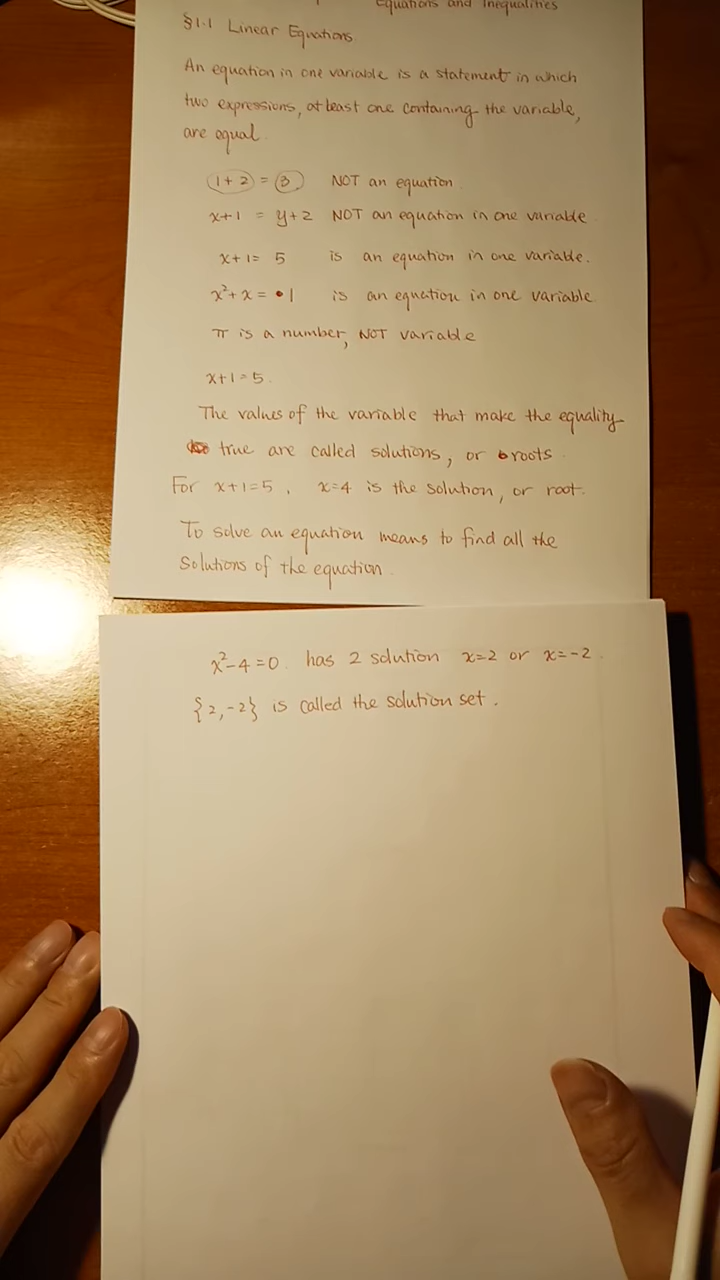 Equations and Inequalities
§1.1 Linear Equations
An equation in one variable is a statement in which
two expressions, at least one containing the variable,
are equal.
1+2 = 3 NOT an equation.
x+1 = y+2 NOT an equation in one variable
x+1= 5 is an equation in one variable.
x²+x = 1 is an equation in one variable
π is a number, NOT variable
x+1=5.
The values of the variable that make the equality
true are called solutions, or roots.
For x+1=5, x=4 is the solution, or root.
To solve an equation means to find all the
solutions of the equation.
x²-4=0. has 2 solution x=2 or x=-2.
{2,-2} is called the solution set.